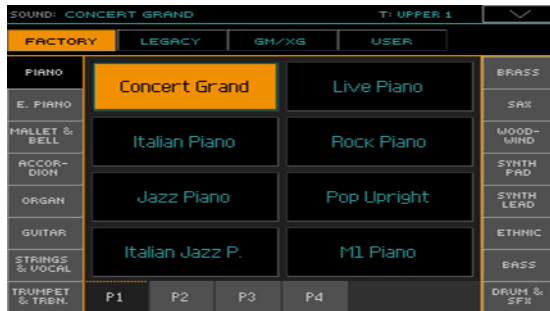 SOUND: CONCERT GRAND T: UPPER 1
FACTORY LEGACY GM/XG USER
PIANO
E. PIANO
MALLET &
BELL
ACCOR-
DION
ORGAN
GUITAR
STRINGS
& VOCAL
TRUMPET
& TRBN.
Concert Grand Live Piano
Italian Piano Rock Piano
Jazz Piano Pop Upright
Italian Jazz P. M1 Piano
P1 P2 P3 P4
BRASS
SAX
WOOD-
WIND
SYNTH
PAD
SYNTH
LEAD
ETHNIC
BASS
DRUM &
SFX